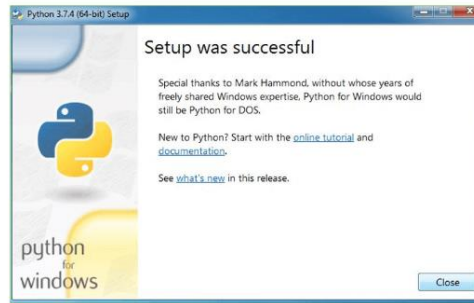 Python 3.7.4 (64-bit) Setup
Setup was successful
Special thanks to Mark Hammond, without whose years of
freely shared Windows expertise, Python for Windows would
still be Python for DOS.
New to Python? Start with the online tutorial and
documentation.
See what's new in this release.
python
for
windows
Close